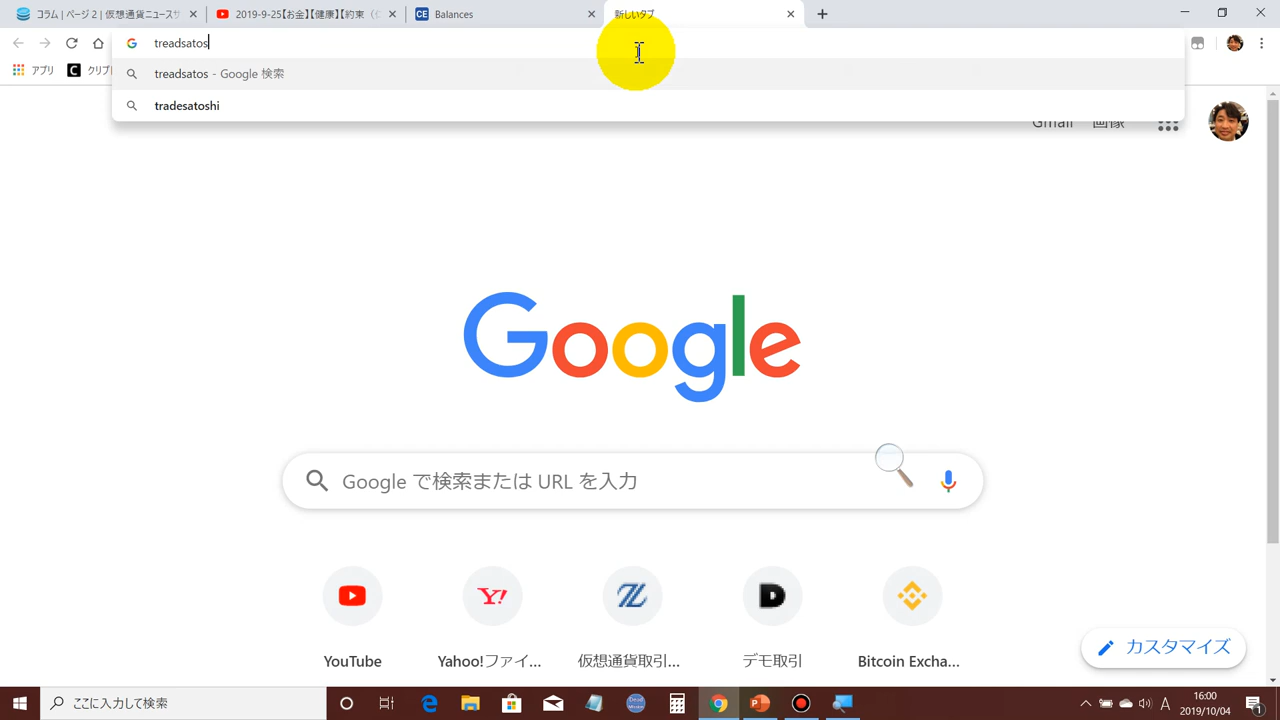 コラム | ページ 2 | 仮想通貨ニュースサ
2019-9-25【お金】【健康】【約束（
CE Balances
新しいタブ
treadsatos
アプリ
C クリプ
treadsatos - Google 検索
tradesatoshi
Gmail 画像
Google
Google で検索または URL を入力
YouTube
Yahoo!ファイ...
仮想通貨取引...
デモ取引
Bitcoin Excha...
カスタマイズ
ここに入力して検索
A
16:00
2019/10/04
1